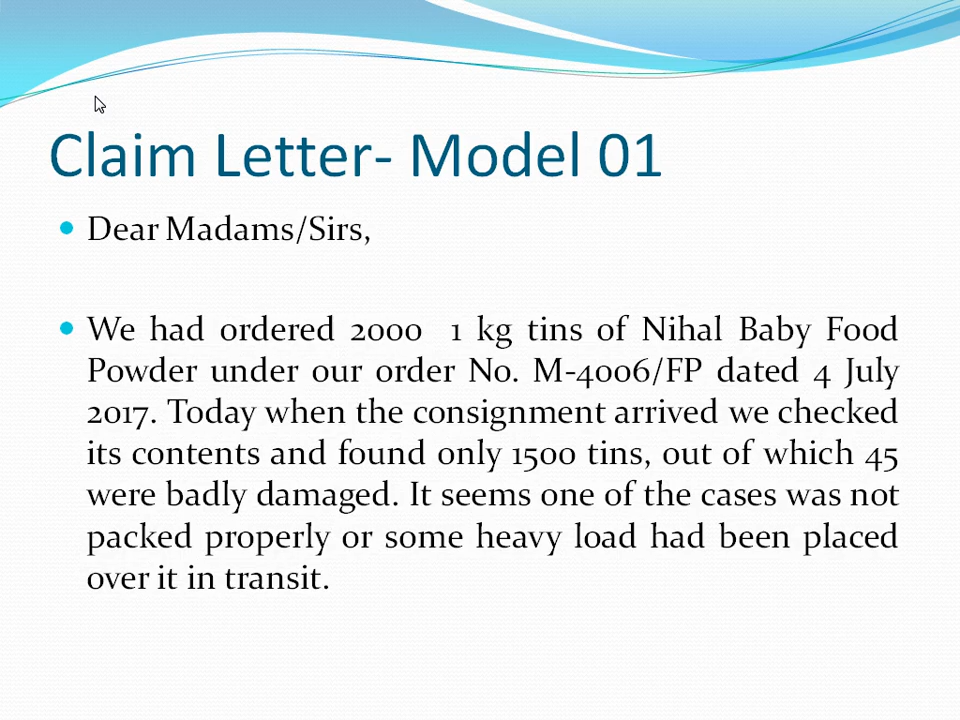 Claim Letter- Model 01
Dear Madams/Sirs,
We had ordered 2000 1 kg tins of Nihal Baby Food
Powder under our order No. M-4006/FP dated 4 July
2017. Today when the consignment arrived we checked
its contents and found only 1500 tins, out of which 45
were badly damaged. It seems one of the cases was not
packed properly or some heavy load had been placed
over it in transit.